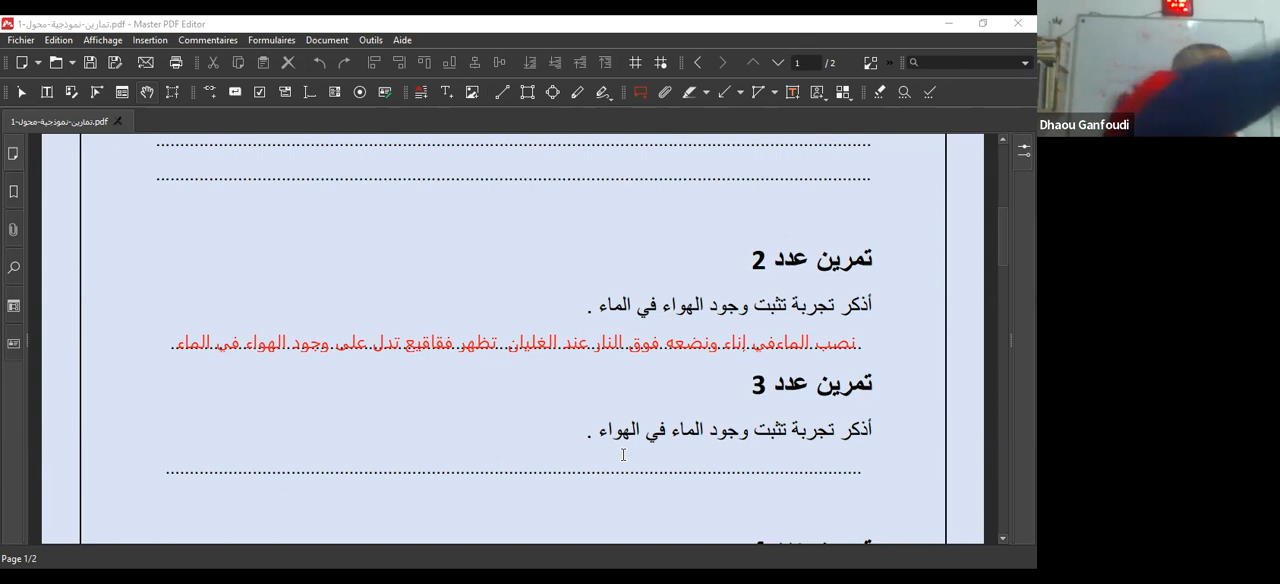 تمارين-نموذجية-محول-1.pdf - Master PDF Editor
Fichier Edition Affichage Insertion Commentaires Formulaires Document Outils Aide
1 / 2
تمارين-نموذجية-محول-1.pdf
Dhaou Ganfoudi
تمرين عدد 2
أذكر تجربة تثبت وجود الهواء في الماء .
نصب الماءفي إناء ونضعه فوق النار عند الغليان تظهر فقاقيع تدل على وجود الهواء في الماء
تمرين عدد 3
أذكر تجربة تثبت وجود الماء في الهواء .
Page 1/2